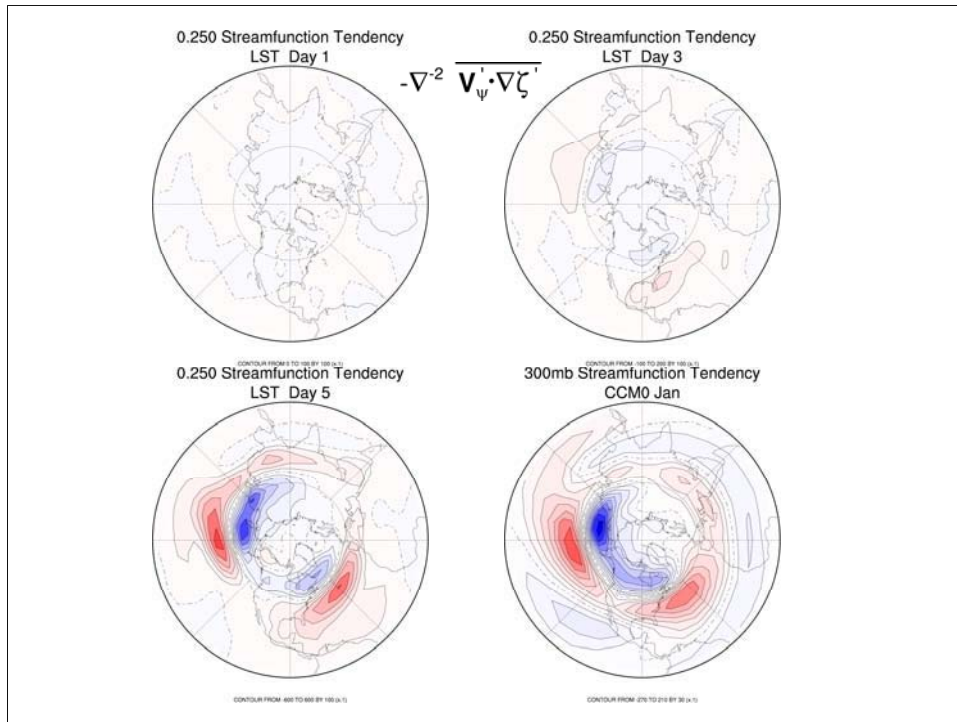 0.250 Streamfunction Tendency
LST Day 1
0.250 Streamfunction Tendency
LST Day 3
-∇⁻² V'ψ·∇ζ'
CONTOUR FROM 0 TO 100 BY 100 (x.1)
CONTOUR FROM -100 TO 200 BY 100 (x.1)
0.250 Streamfunction Tendency
LST Day 5
300mb Streamfunction Tendency
CCM0 Jan
CONTOUR FROM -600 TO 600 BY 100 (x.1)
CONTOUR FROM -270 TO 210 BY 30 (x.1)